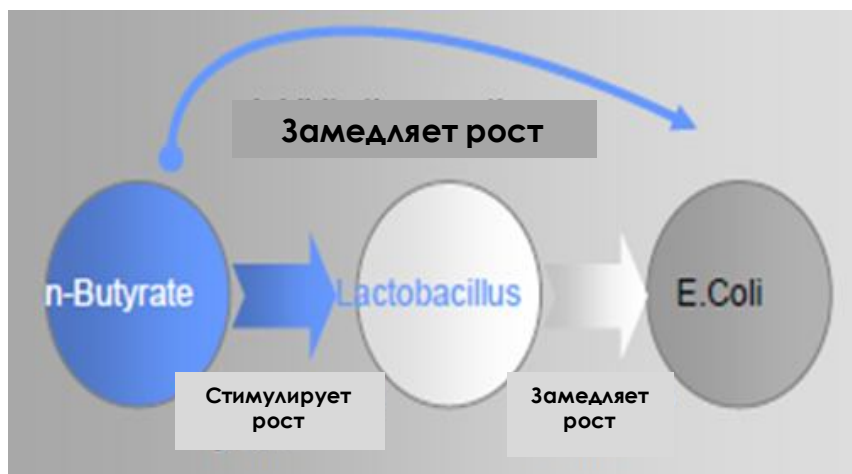 Замедляет рост
n-Butyrate
Lactobacillus
E.Coli
Стимулирует
рост
Замедляет
рост